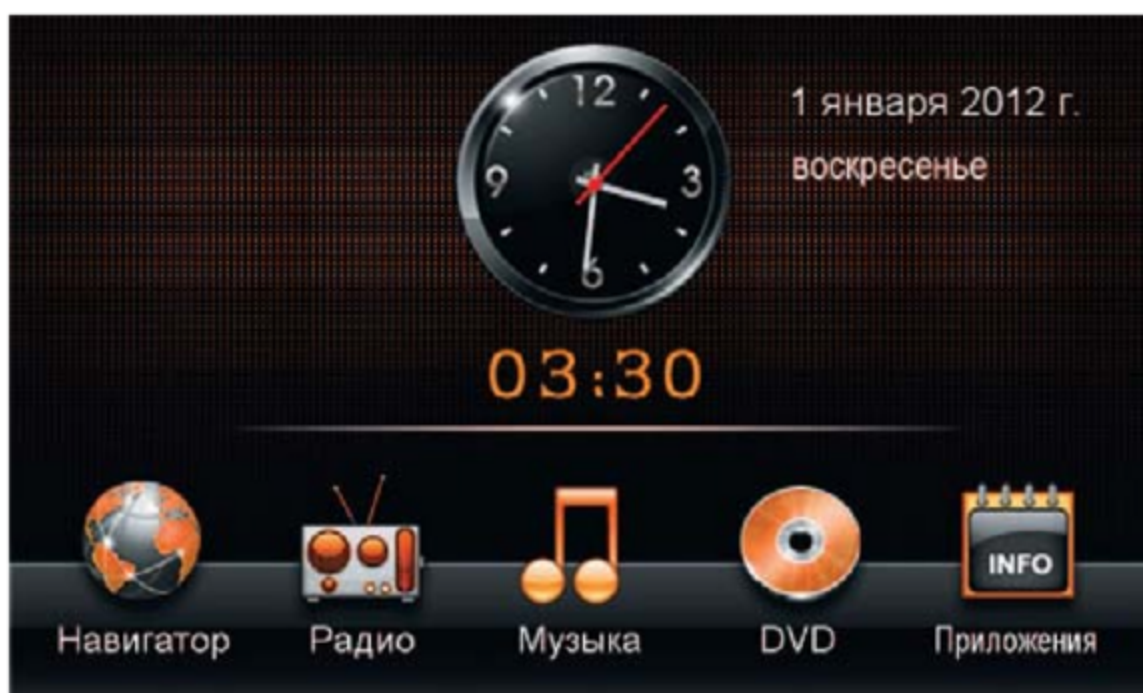 12
9
3
6
1 января 2012 г.
воскресенье
03:30
INFO
Навигатор Радио Музыка DVD Приложения